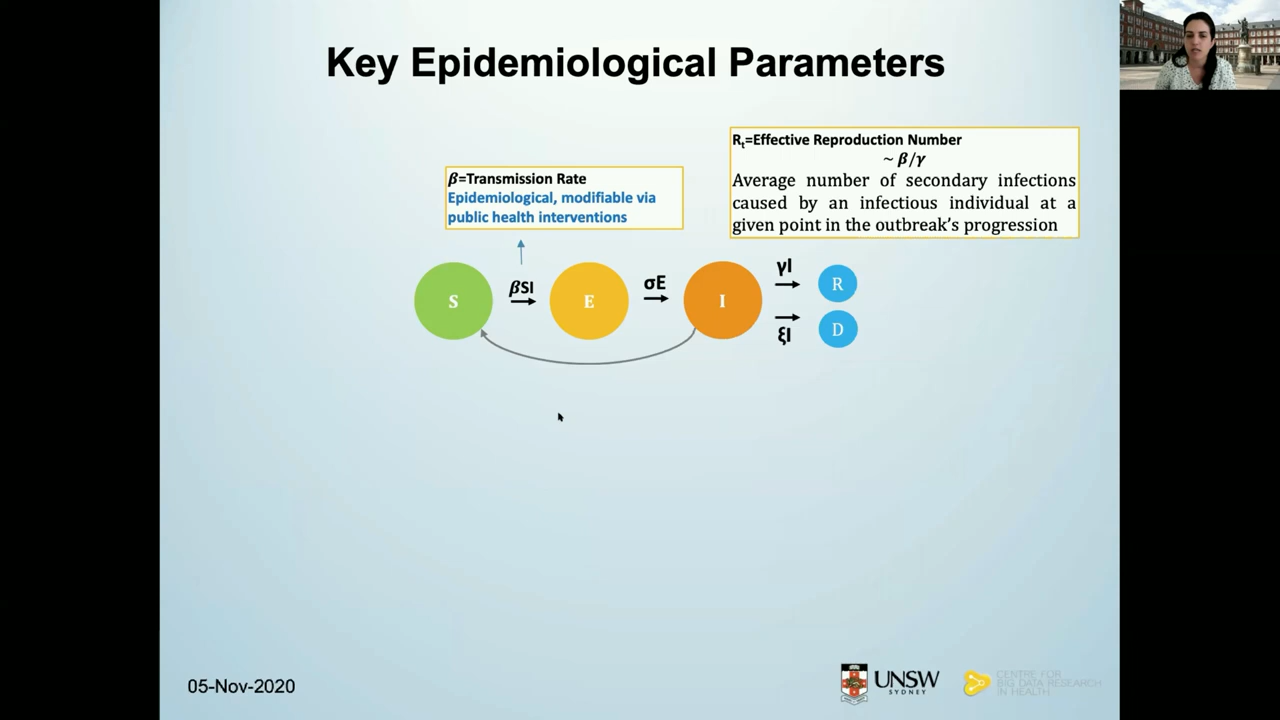 Key Epidemiological Parameters
Rₜ=Effective Reproduction Number
~ β/γ
Average number of secondary infections
caused by an infectious individual at a
given point in the outbreak's progression
β=Transmission Rate
Epidemiological, modifiable via
public health interventions
S
βSI
E
σE
I
γI
R
ξI
D
05-Nov-2020
UNSW
SYDNEY
CENTRE FOR
BIG DATA RESEARCH
IN HEALTH